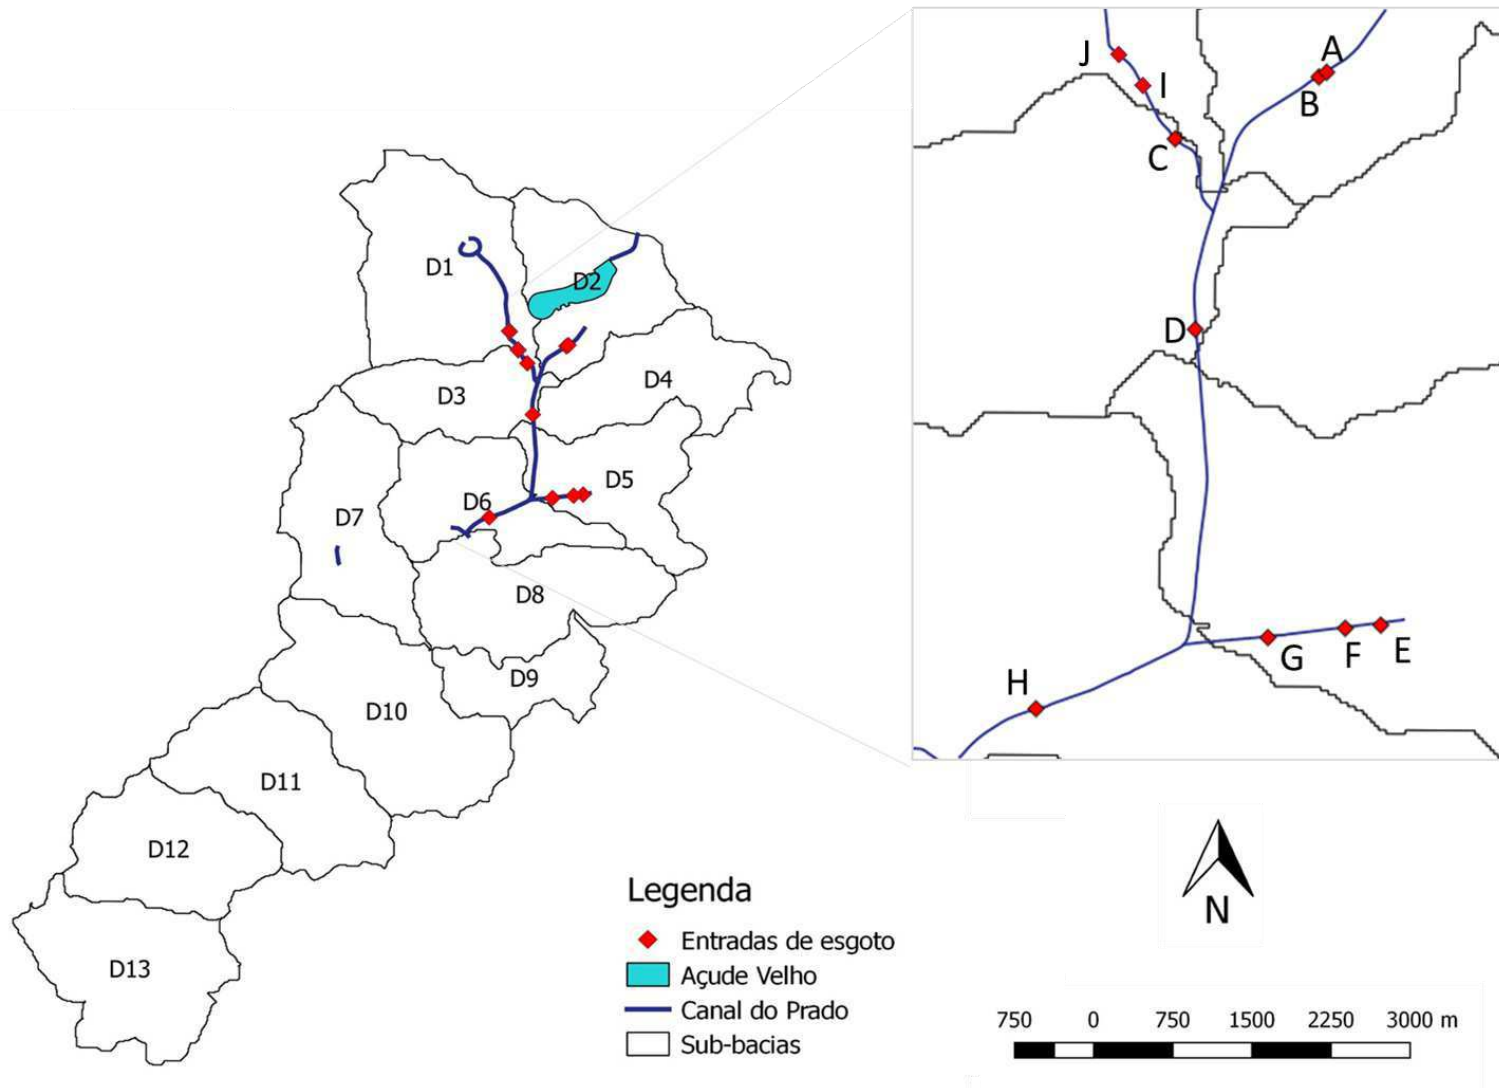 D1
D2
D3
D4
D5
D6
D7
D8
D9
D10
D11
D12
D13
J
I
A
B
C
D
E
F
G
H
Legenda
Entradas de esgoto
Açude Velho
Canal do Prado
Sub-bacias
N
750 0 750 1500 2250 3000 m